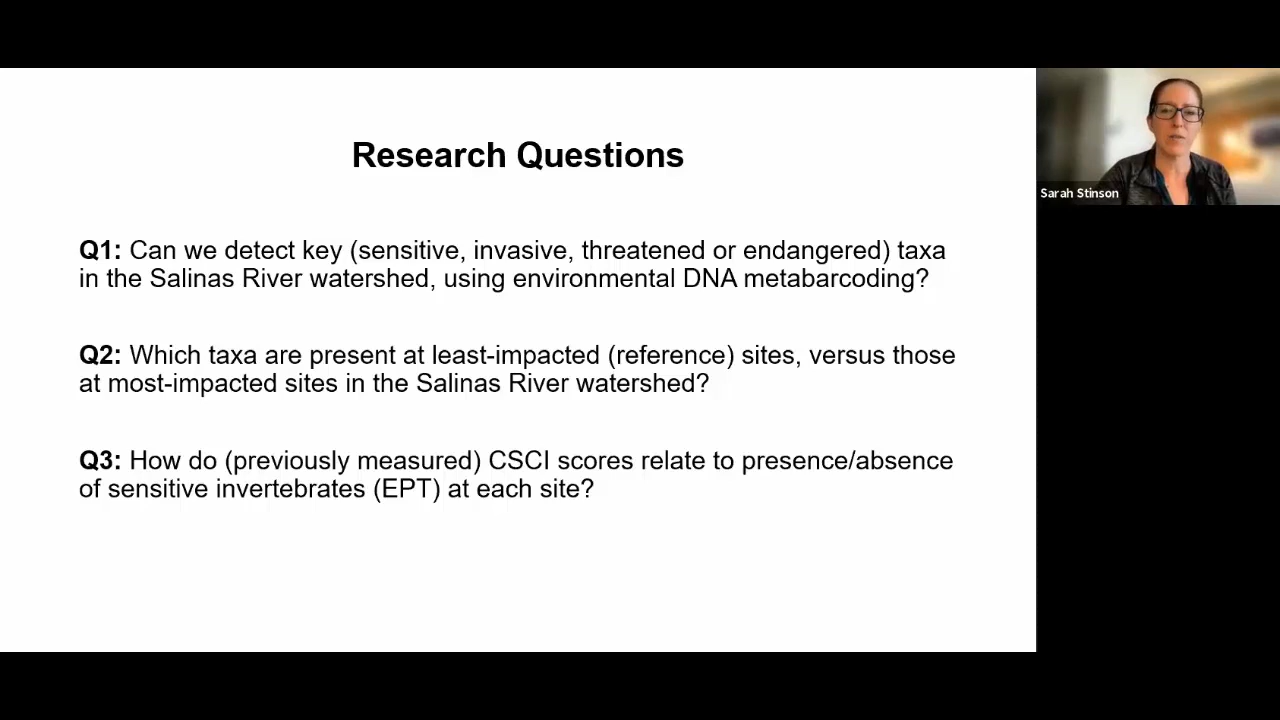 Research Questions
Q1: Can we detect key (sensitive, invasive, threatened or endangered) taxa
in the Salinas River watershed, using environmental DNA metabarcoding?
Q2: Which taxa are present at least-impacted (reference) sites, versus those
at most-impacted sites in the Salinas River watershed?
Q3: How do (previously measured) CSCI scores relate to presence/absence
of sensitive invertebrates (EPT) at each site?
Sarah Stinson